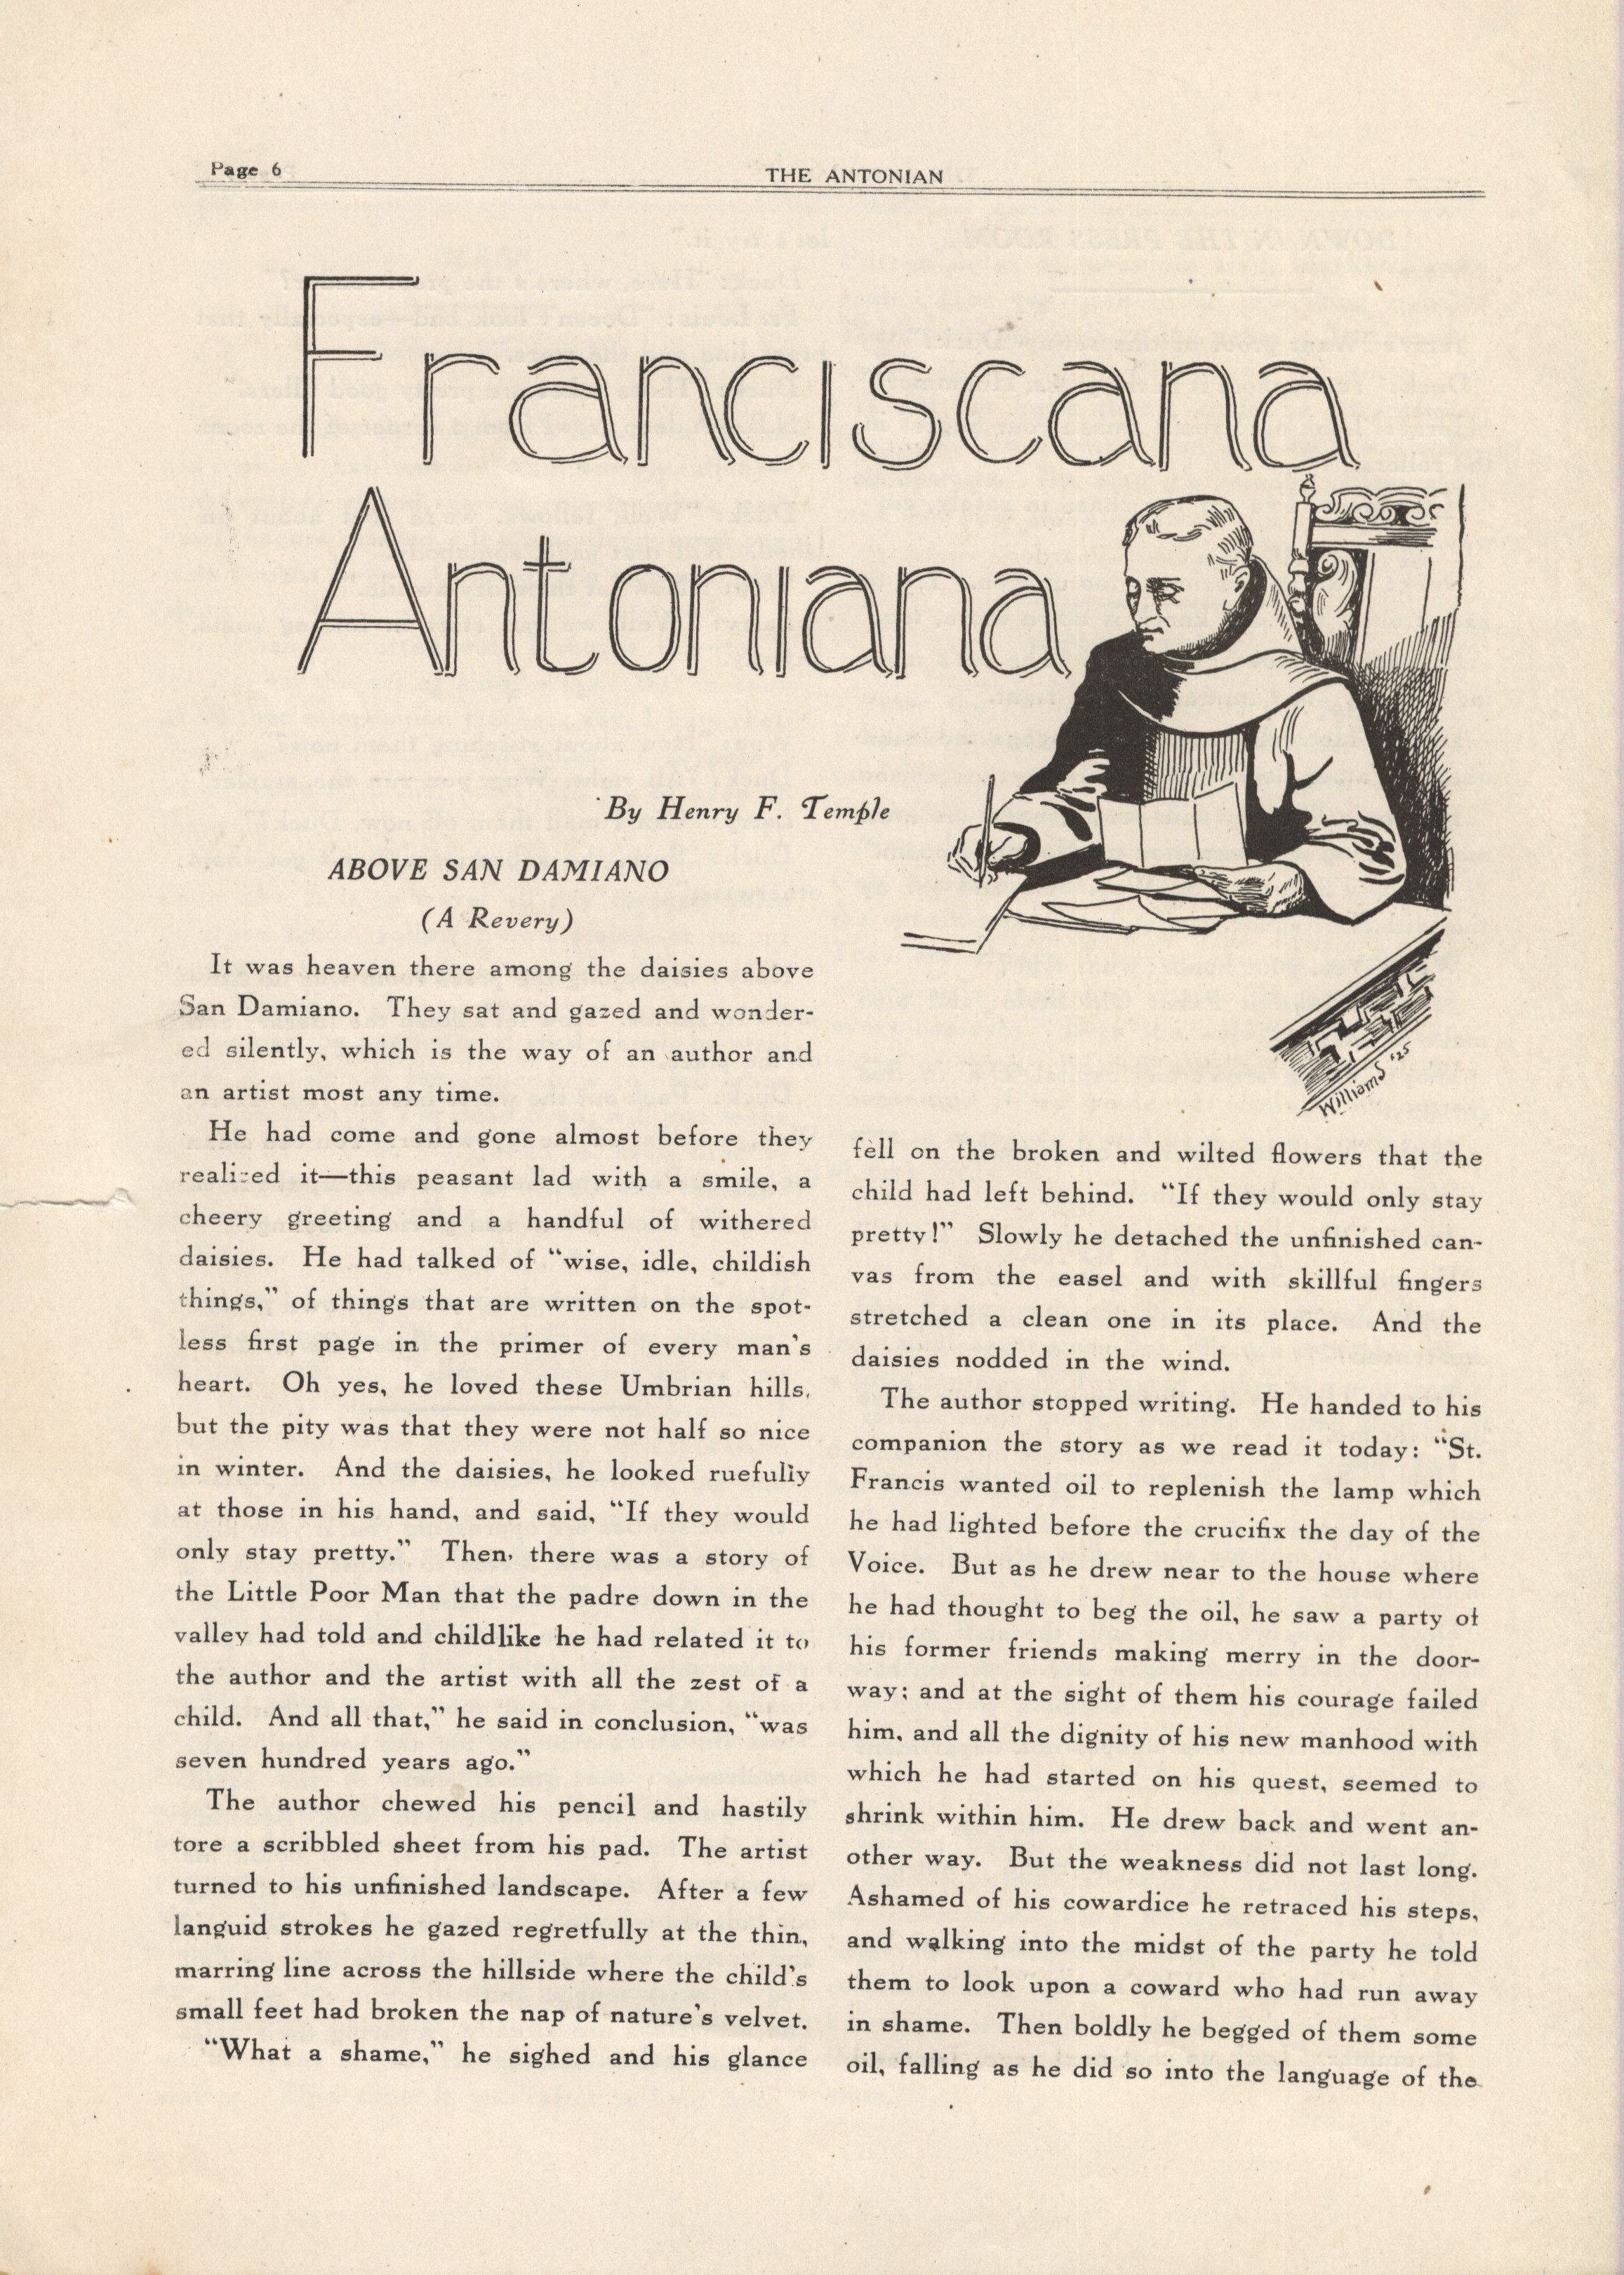 Page 6
THE ANTONIAN
Franciscana
Antoniana
By Henry F. Temple
ABOVE SAN DAMIANO
(A Revery)
It was heaven there among the daisies above
San Damiano. They sat and gazed and wonder-
ed silently, which is the way of an author and
an artist most any time.
He had come and gone almost before they
realized it—this peasant lad with a smile, a
cheery greeting and a handful of withered
daisies. He had talked of “wise, idle, childish
things,” of things that are written on the spot-
less first page in the primer of every man's
heart. Oh yes, he loved these Umbrian hills,
but the pity was that they were not half so nice
in winter. And the daisies, he looked ruefully
at those in his hand, and said, “If they would
only stay pretty.” Then, there was a story of
the Little Poor Man that the padre down in the
valley had told and childlike he had related it to
the author and the artist with all the zest of a
child. And all that,” he said in conclusion, “was
seven hundred years ago.”
The author chewed his pencil and hastily
tore a scribbled sheet from his pad. The artist
turned to his unfinished landscape. After a few
languid strokes he gazed regretfully at the thin,
marring line across the hillside where the child's
small feet had broken the nap of nature's velvet.
“What a shame,” he sighed and his glance
Williams '25
fell on the broken and wilted flowers that the
child had left behind. “If they would only stay
pretty!” Slowly he detached the unfinished can-
vas from the easel and with skillful fingers
stretched a clean one in its place. And the
daisies nodded in the wind.
The author stopped writing. He handed to his
companion the story as we read it today: “St.
Francis wanted oil to replenish the lamp which
he had lighted before the crucifix the day of the
Voice. But as he drew near to the house where
he had thought to beg the oil, he saw a party of
his former friends making merry in the door-
way; and at the sight of them his courage failed
him, and all the dignity of his new manhood with
which he had started on his quest, seemed to
shrink within him. He drew back and went an-
other way. But the weakness did not last long.
Ashamed of his cowardice he retraced his steps,
and walking into the midst of the party he told
them to look upon a coward who had run away
in shame. Then boldly he begged of them some
oil, falling as he did so into the language of the